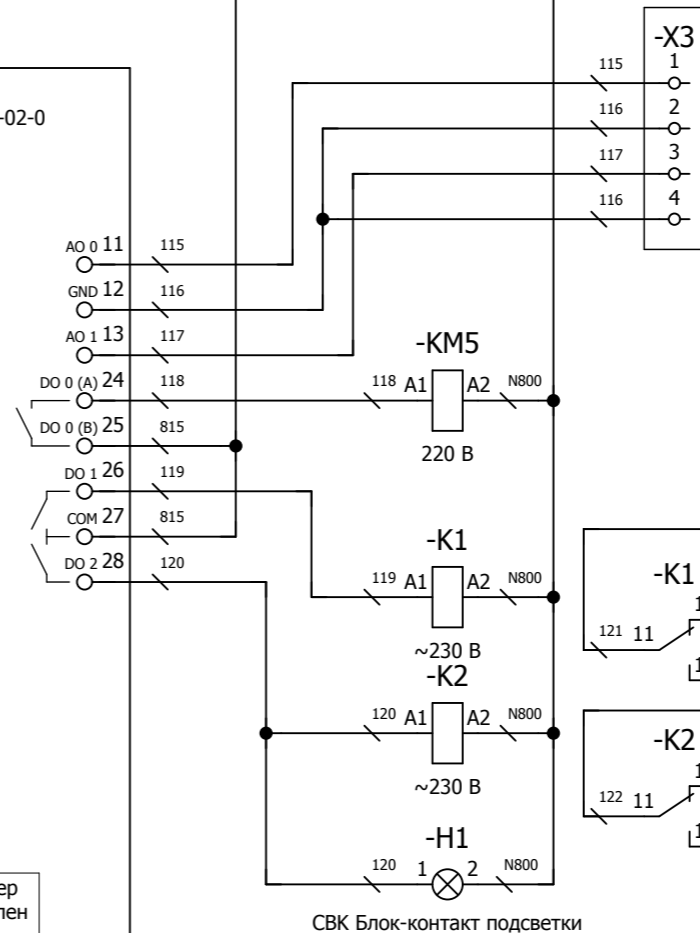 -X3
115 1
-02-0
116 2
117 3
116 4
AO 0 11 115
GND 12 116
AO 1 13 117
-KM5
DO 0 (A) 24 118 118 A1 A2 N800
DO 0 (B) 25 815
220 В
DO 1 26 119
COM 27 815
-K1
DO 2 28 120
119 A1 A2 N800
-K1
1
121 11
~230 В
1
-K2
120 A1 A2 N800
-K2
1
~230 В
122 11
1
-H1
120 1 2 N800
ер
лен
СВК Блок-контакт подсветки